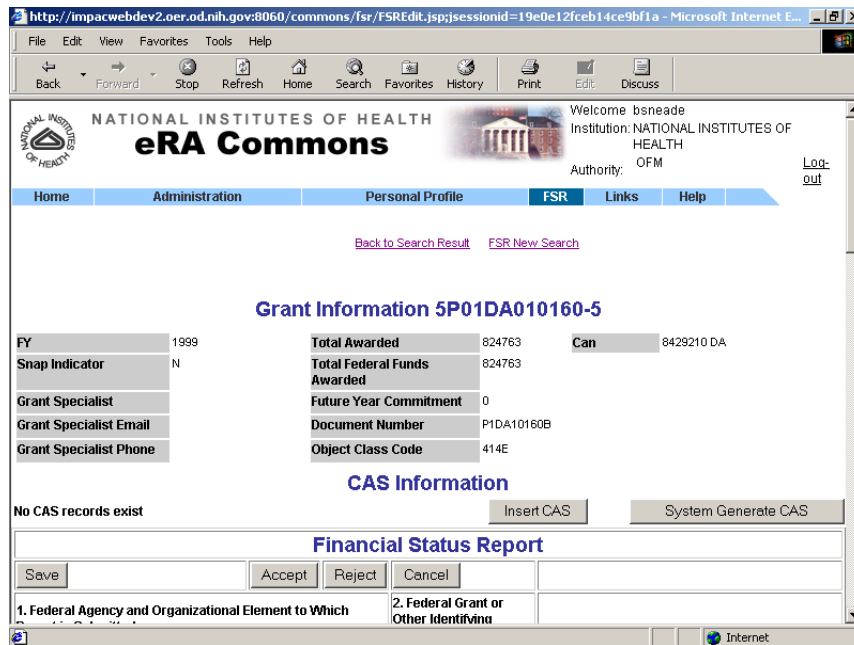 http://impacwebdev2.oer.od.nih.gov:8060/commons/fsr/FSREdit.jsp;jsessionid=19e0e12fceb14ce9bf1a - Microsoft Internet E...
File Edit View Favorites Tools Help
Back Forward Stop Refresh Home Search Favorites History Print Edit Discuss
NATIONAL INSTITUTES OF HEALTH
eRA Commons
Welcome bsneade
Institution: NATIONAL INSTITUTES OF
HEALTH
Authority: OFM
Log-
out
Home Administration Personal Profile FSR Links Help
Back to Search Result FSR New Search
Grant Information 5P01DA010160-5
FY 1999 Total Awarded 824763 Can 8429210 DA
Snap Indicator N Total Federal Funds 824763
Awarded
Grant Specialist Future Year Commitment 0
Grant Specialist Email Document Number P1DA10160B
Grant Specialist Phone Object Class Code 414E
CAS Information
No CAS records exist Insert CAS System Generate CAS
Financial Status Report
Save Accept Reject Cancel
1. Federal Agency and Organizational Element to Which
2. Federal Grant or
Other Identifying
Internet